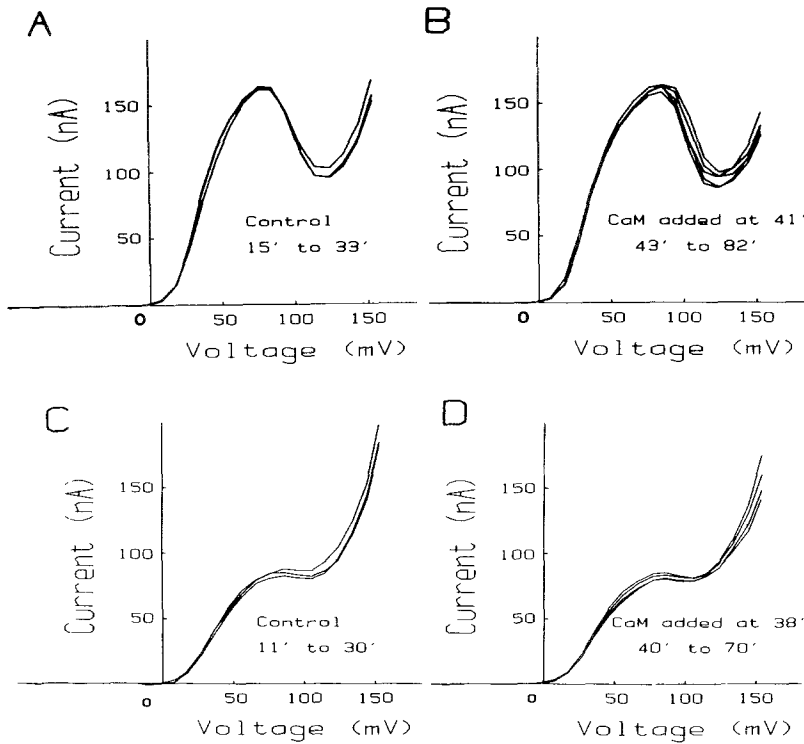 A
Current (nA)
150
100
50
0
50
100
150
Voltage (mV)
Control
15' to 33'
B
Current (nA)
150
100
50
0
50
100
150
Voltage (mV)
CaM added at 41'
43' to 82'
C
Current (nA)
150
100
50
0
50
100
150
Voltage (mV)
Control
11' to 30'
D
Current (nA)
150
100
50
0
50
100
150
Voltage (mV)
CaM added at 38'
40' to 70'